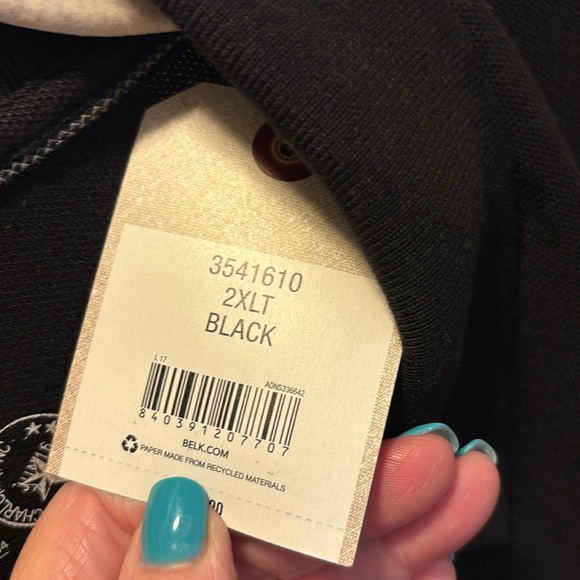 3541610
2XLT
BLACK
L17
ADNS336642
840391207707
BELK.COM
PAPER MADE FROM RECYCLED MATERIALS